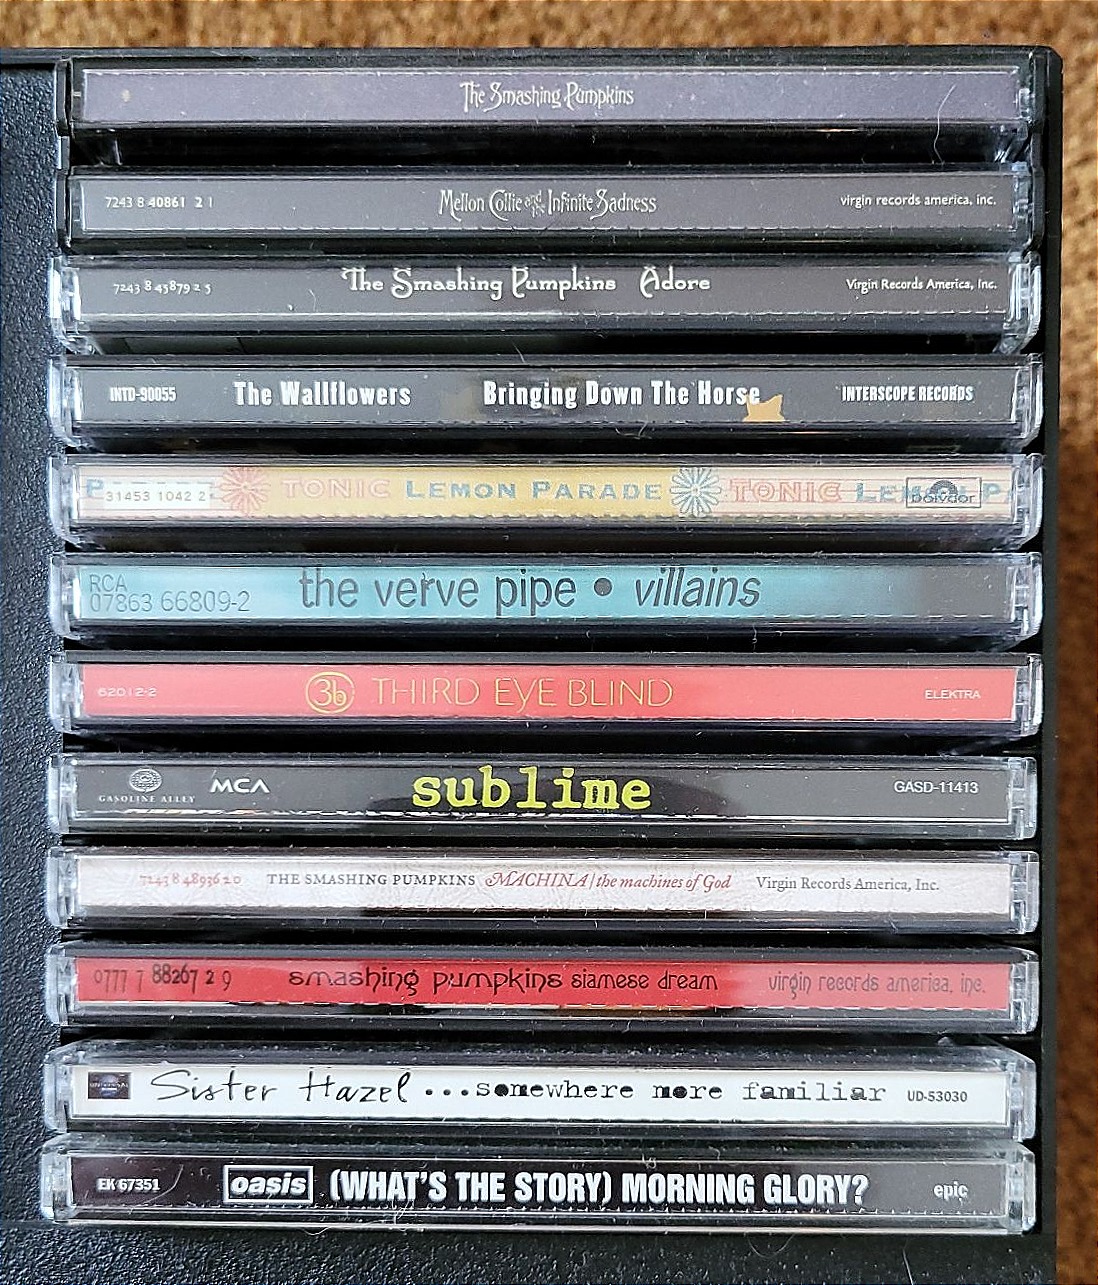 The Smashing Pumpkins
7243 8 40861 2 1 Mellon Collie and the Infinite Sadness virgin records america, inc.
7243 8 45879 2 5 The Smashing Pumpkins Adore Virgin Records America, Inc.
INTD-90055 The Wallflowers Bringing Down The Horse INTERSCOPE RECORDS
P 31453 1042 2 TONIC LEMON PARADE TONIC LEM P polydor
RCA
07863 66809-2 the verve pipe • villains
62012-2 3eb THIRD EYE BLIND ELEKTRA
GASOLINE ALLEY MCA sublime GASD-11413
7243 8 48936 2 0 THE SMASHING PUMPKINS MACHINA/the machines of God Virgin Records America, Inc.
0777 7 88267 2 9 smashing pumpkins siamese dream virgin records america, inc.
UNIVERSAL Sister Hazel ...somewhere more familiar UD-53030
EK 67351 oasis (WHAT'S THE STORY) MORNING GLORY? epic